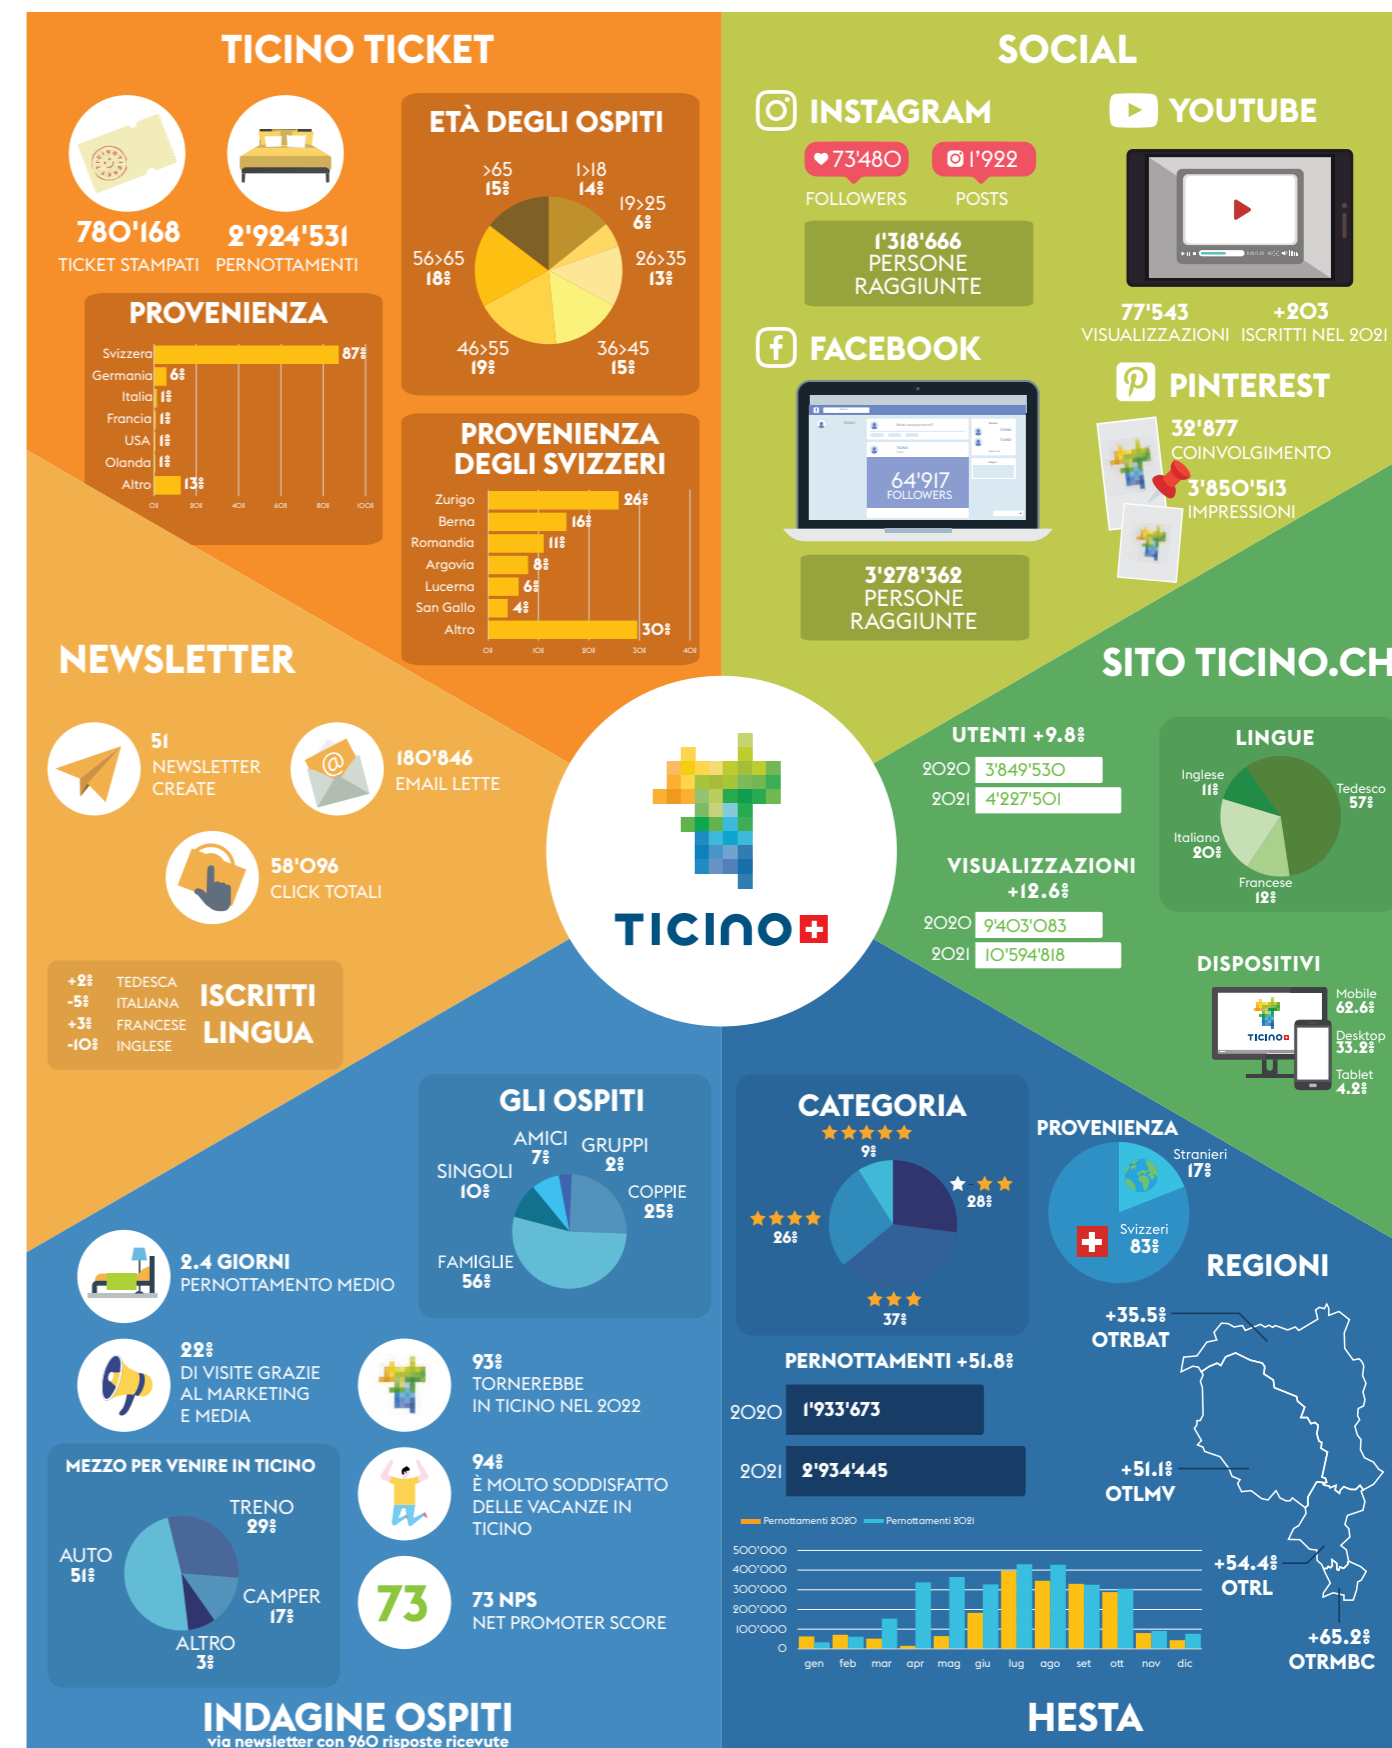 TICINO TICKET
780'168
TICKET STAMPATI
2'924'531
PERNOTTAMENTI
PROVENIENZA
Svizzera 87%
Germania 6%
Italia 1%
Francia 1%
USA 1%
Olanda 1%
Altro 13%
0% 20% 40% 60% 80% 100%
ETÀ DEGLI OSPITI
>65
15%
1>18
14%
19>25
6%
56>65
18%
26>35
13%
46>55
19%
36>45
15%
PROVENIENZA
DEGLI SVIZZERI
Zurigo 26%
Berna 16%
Romandia 11%
Argovia 8%
Lucerna 6%
San Gallo 4%
Altro 30%
0% 10% 20% 30% 40%
SOCIAL
INSTAGRAM
73'480
FOLLOWERS
1'922
POSTS
1'318'666
PERSONE
RAGGIUNTE
FACEBOOK
64'917
FOLLOWERS
3'278'362
PERSONE
RAGGIUNTE
YOUTUBE
77'543
VISUALIZZAZIONI
+203
ISCRITTI NEL 2021
PINTEREST
32'877
COINVOLGIMENTO
3'850'513
IMPRESSIONI
NEWSLETTER
51
NEWSLETTER
CREATE
180'846
EMAIL LETTE
58'096
CLICK TOTALI
+2% TEDESCA
-5% ITALIANA
+3% FRANCESE
-10% INGLESE
ISCRITTI
LINGUA
TICINO
SITO TICINO.CH
UTENTI +9.8%
2020 3'849'530
2021 4'227'501
VISUALIZZAZIONI
+12.6%
2020 9'403'083
2021 10'594'818
LINGUE
Inglese
11%
Tedesco
57%
Italiano
20%
Francese
12%
DISPOSITIVI
TICINO
Mobile
62.6%
Desktop
33.2%
Tablet
4.2%
GLI OSPITI
AMICI
7%
GRUPPI
2%
SINGOLI
10%
COPPIE
25%
FAMIGLIE
56%
2.4 GIORNI
PERNOTTAMENTO MEDIO
22%
DI VISITE GRAZIE
AL MARKETING
E MEDIA
93%
TORNEREBBE
IN TICINO NEL 2022
94%
È MOLTO SODDISFATTO
DELLE VACANZE IN
TICINO
73
73 NPS
NET PROMOTER SCORE
MEZZO PER VENIRE IN TICINO
TRENO
29%
AUTO
51%
CAMPER
17%
ALTRO
3%
INDAGINE OSPITI
via newsletter con 960 risposte ricevute
CATEGORIA
9%
28%
26%
37%
PROVENIENZA
Stranieri
17%
Svizzeri
83%
PERNOTTAMENTI +51.8%
2020 1'933'673
2021 2'934'445
Pernottamenti 2020 Pernottamenti 2021
500'000
400'000
300'000
200'000
100'000
0
gen feb mar apr mag giu lug ago set ott nov dic
REGIONI
+35.5%
OTRBAT
+51.1%
OTLMV
+54.4%
OTRL
+65.2%
OTRMBC
HESTA